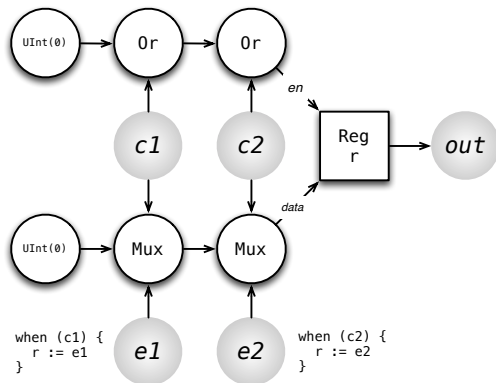 UInt(0)
Or
Or
en
c1
c2
Reg
r
out
data
UInt(0)
Mux
Mux
when (c1) {
  r := e1
}
e1
e2
when (c2) {
  r := e2
}